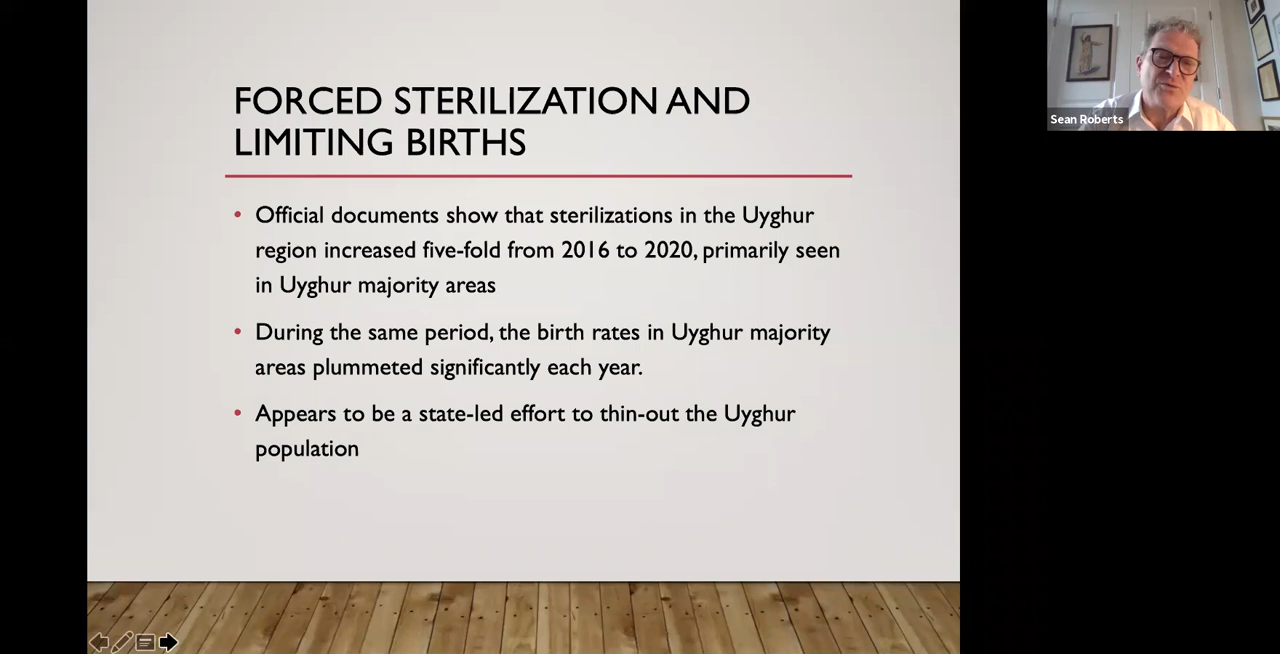 FORCED STERILIZATION AND
LIMITING BIRTHS
• Official documents show that sterilizations in the Uyghur
region increased five-fold from 2016 to 2020, primarily seen
in Uyghur majority areas
• During the same period, the birth rates in Uyghur majority
areas plummeted significantly each year.
• Appears to be a state-led effort to thin-out the Uyghur
population
Sean Roberts